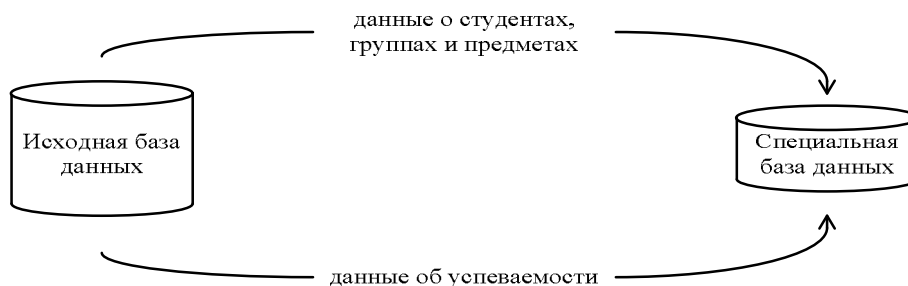 данные о студентах,
группах и предметах
Исходная база
данных
Специальная
база данных
данные об успеваемости